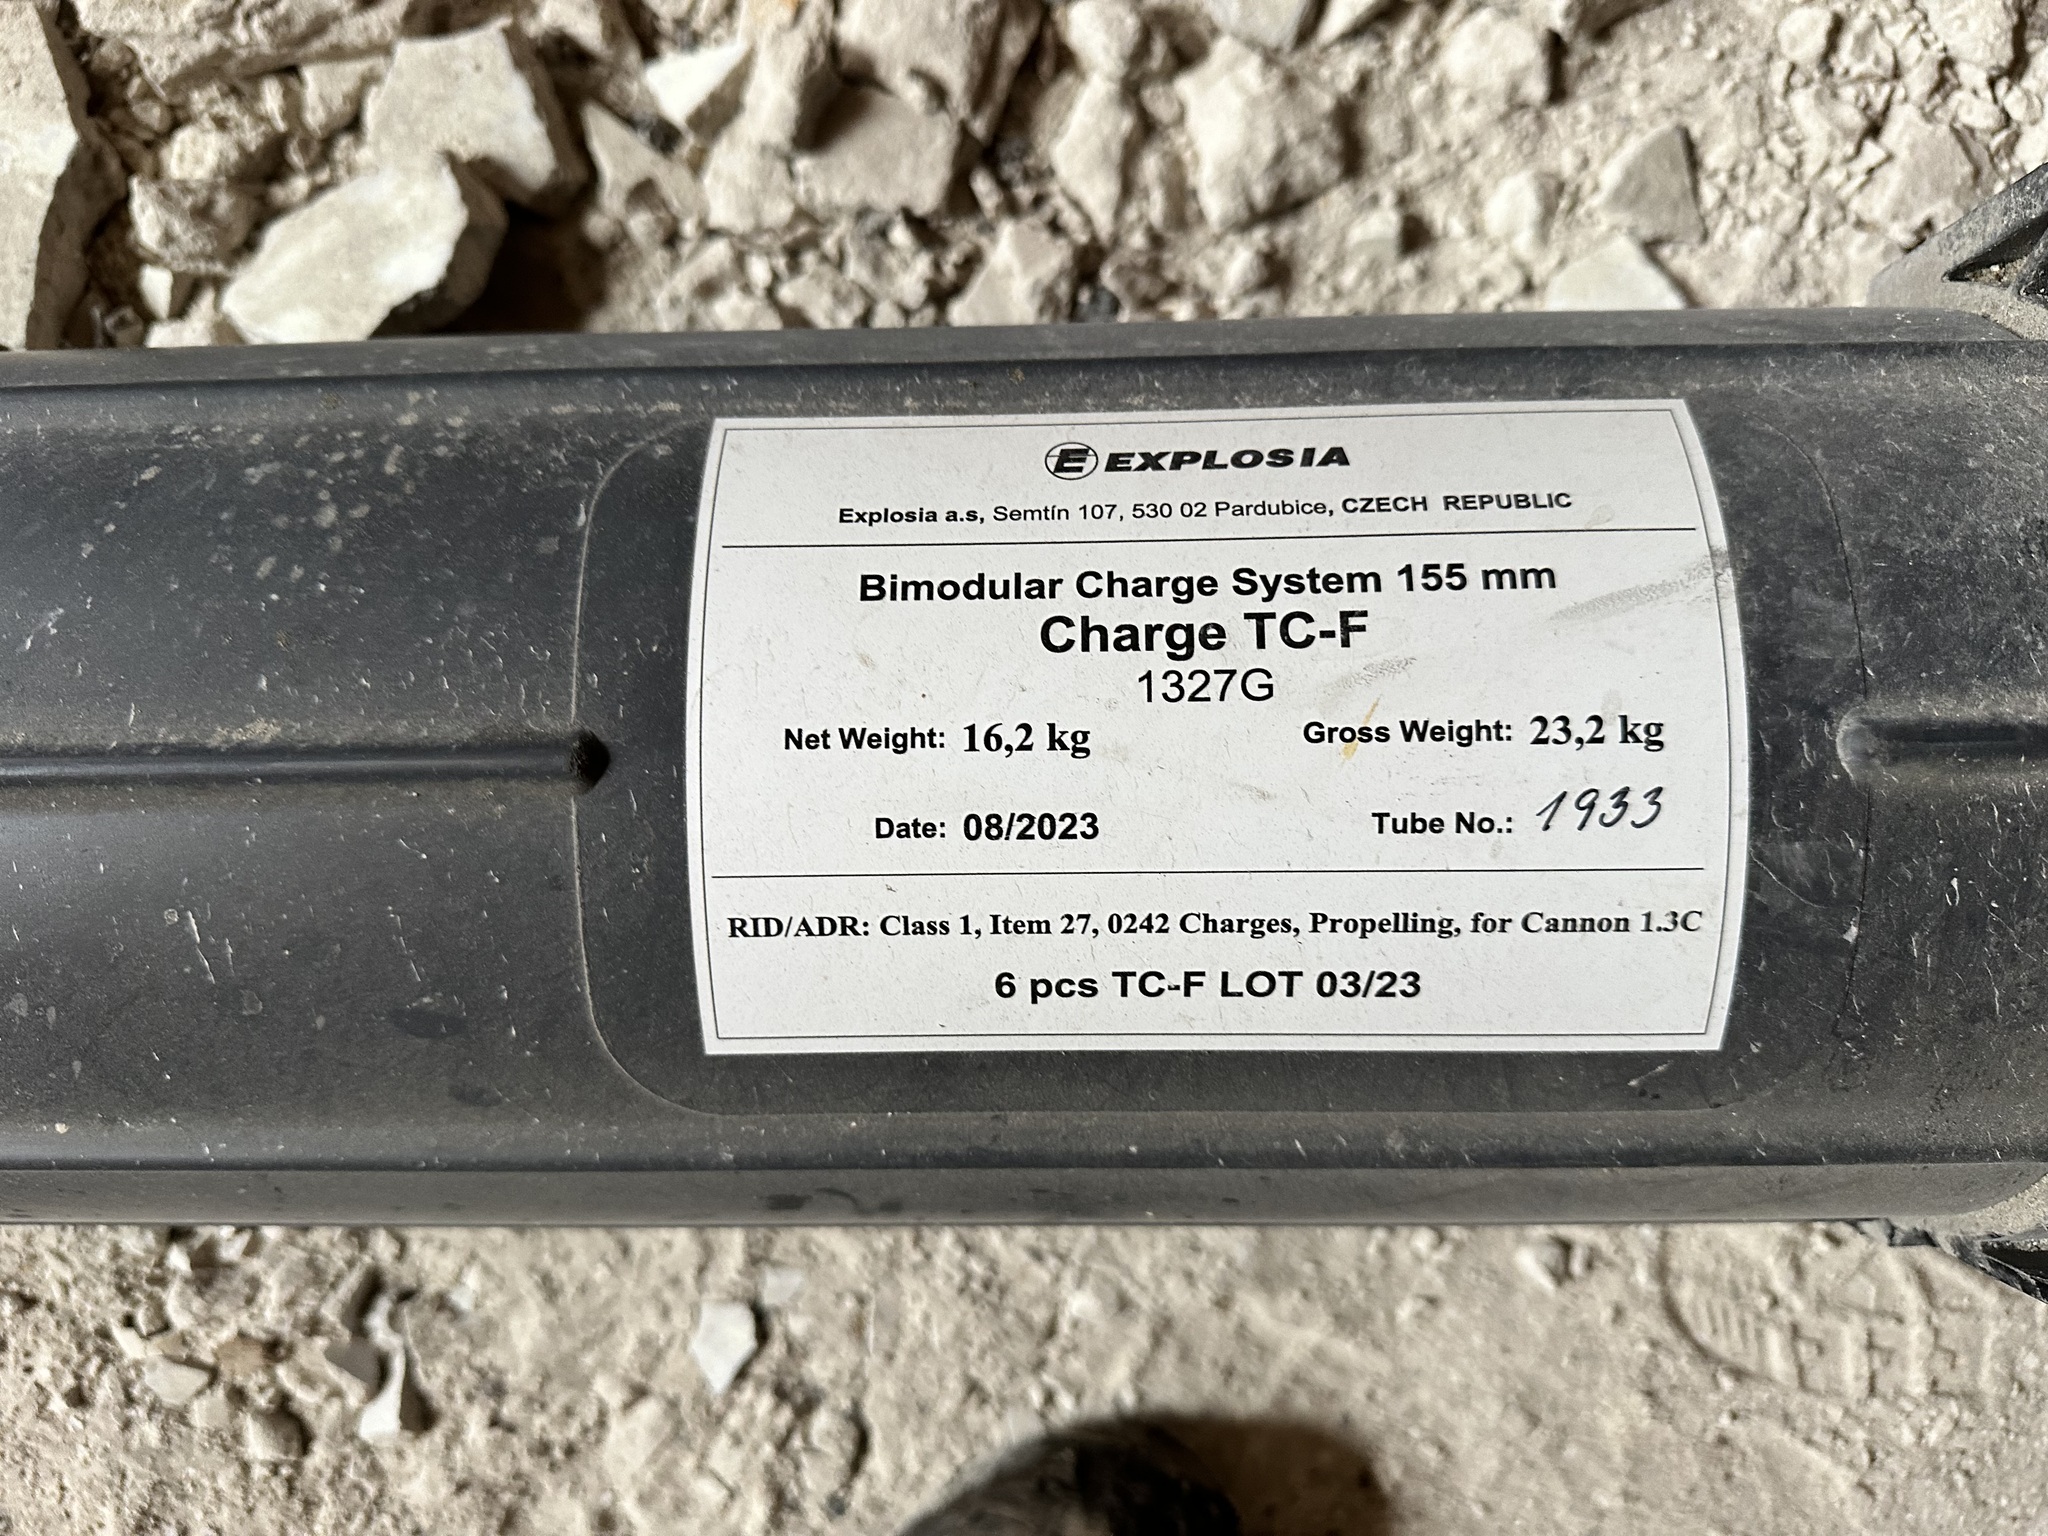 E EXPLOSIA
Explosia a.s, Semtín 107, 530 02 Pardubice, CZECH REPUBLIC
Bimodular Charge System 155 mm
Charge TC-F
1327G
Net Weight: 16,2 kg Gross Weight: 23,2 kg
Date: 08/2023 Tube No.: 1933
RID/ADR: Class 1, Item 27, 0242 Charges, Propelling, for Cannon 1.3C
6 pcs TC-F LOT 03/23